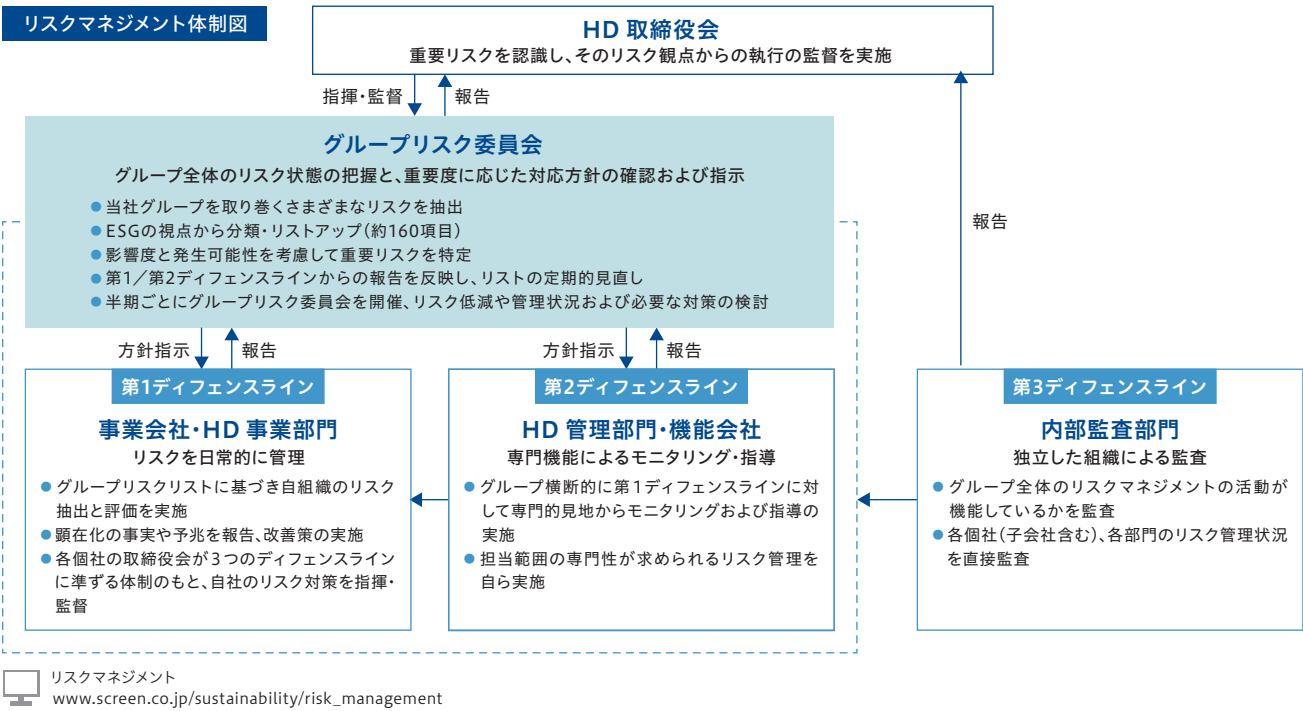 リスクマネジメント体制図
HD 取締役会
重要リスクを認識し、そのリスク観点からの執行の監督を実施
指揮・監督
報告
グループリスク委員会
グループ全体のリスク状態の把握と、重要度に応じた対応方針の確認および指示
●当社グループを取り巻くさまざまなリスクを抽出
●ESGの視点から分類・リストアップ(約160項目)
●影響度と発生可能性を考慮して重要リスクを特定
●第1/第2ディフェンスラインからの報告を反映し、リストの定期的見直し
●半期ごとにグループリスク委員会を開催、リスク低減や管理状況および必要な対策の検討
報告
方針指示
報告
方針指示
報告
第1ディフェンスライン
事業会社・HD 事業部門
リスクを日常的に管理
●グループリスクリストに基づき自組織のリスク
抽出と評価を実施
●顕在化の事実や予兆を報告、改善策の実施
●各個社の取締役会が3つのディフェンスライン
に準ずる体制のもと、自社のリスク対策を指揮・
監督
第2ディフェンスライン
HD 管理部門・機能会社
専門機能によるモニタリング・指導
●グループ横断的に第1ディフェンスラインに対
して専門的見地からモニタリングおよび指導の
実施
●担当範囲の専門性が求められるリスク管理を
自ら実施
第3ディフェンスライン
内部監査部門
独立した組織による監査
●グループ全体のリスクマネジメントの活動が
機能しているかを監査
●各個社(子会社含む)、各部門のリスク管理状況
を直接監査
リスクマネジメント
www.screen.co.jp/sustainability/risk_management